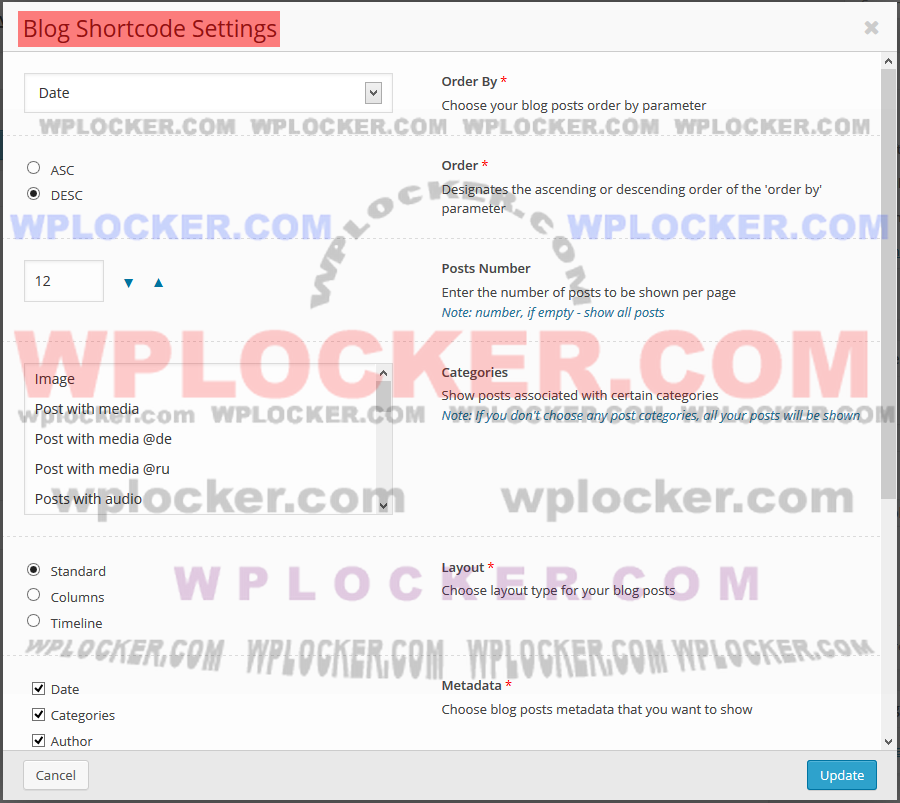 Blog Shortcode Settings
Date
Order By *
Choose your blog posts order by parameter
WPLOCKER.COM WPLOCKER.COM WPLOCKER.COM WPLOCKER.COM
ASC
DESC
Order *
Designates the ascending or descending order of the 'order by'
parameter
WPLOCKER.COM
WPLOCKER.COM
WPLOCKER.COM
12
Posts Number
Enter the number of posts to be shown per page
Note: number, if empty - show all posts
WPLOCKER.COM
Image
Post with media
Post with media @de
Post with media @ru
Posts with audio
Categories
Show posts associated with certain categories
Note: If you don't choose any post categories, all your posts will be shown
wplocker.com WPLOCKER.COM WPLOCKER.COM WPLOCKER.COM
wplocker.com wplocker.com
Standard
Columns
Timeline
Layout *
Choose layout type for your blog posts
WPLOCKER.COM
WPLOCKER.COM WPLOCKER.COM WPLOCKER.COM WPLOCKER.COM
Date
Categories
Author
Metadata *
Choose blog posts metadata that you want to show
Cancel
Update